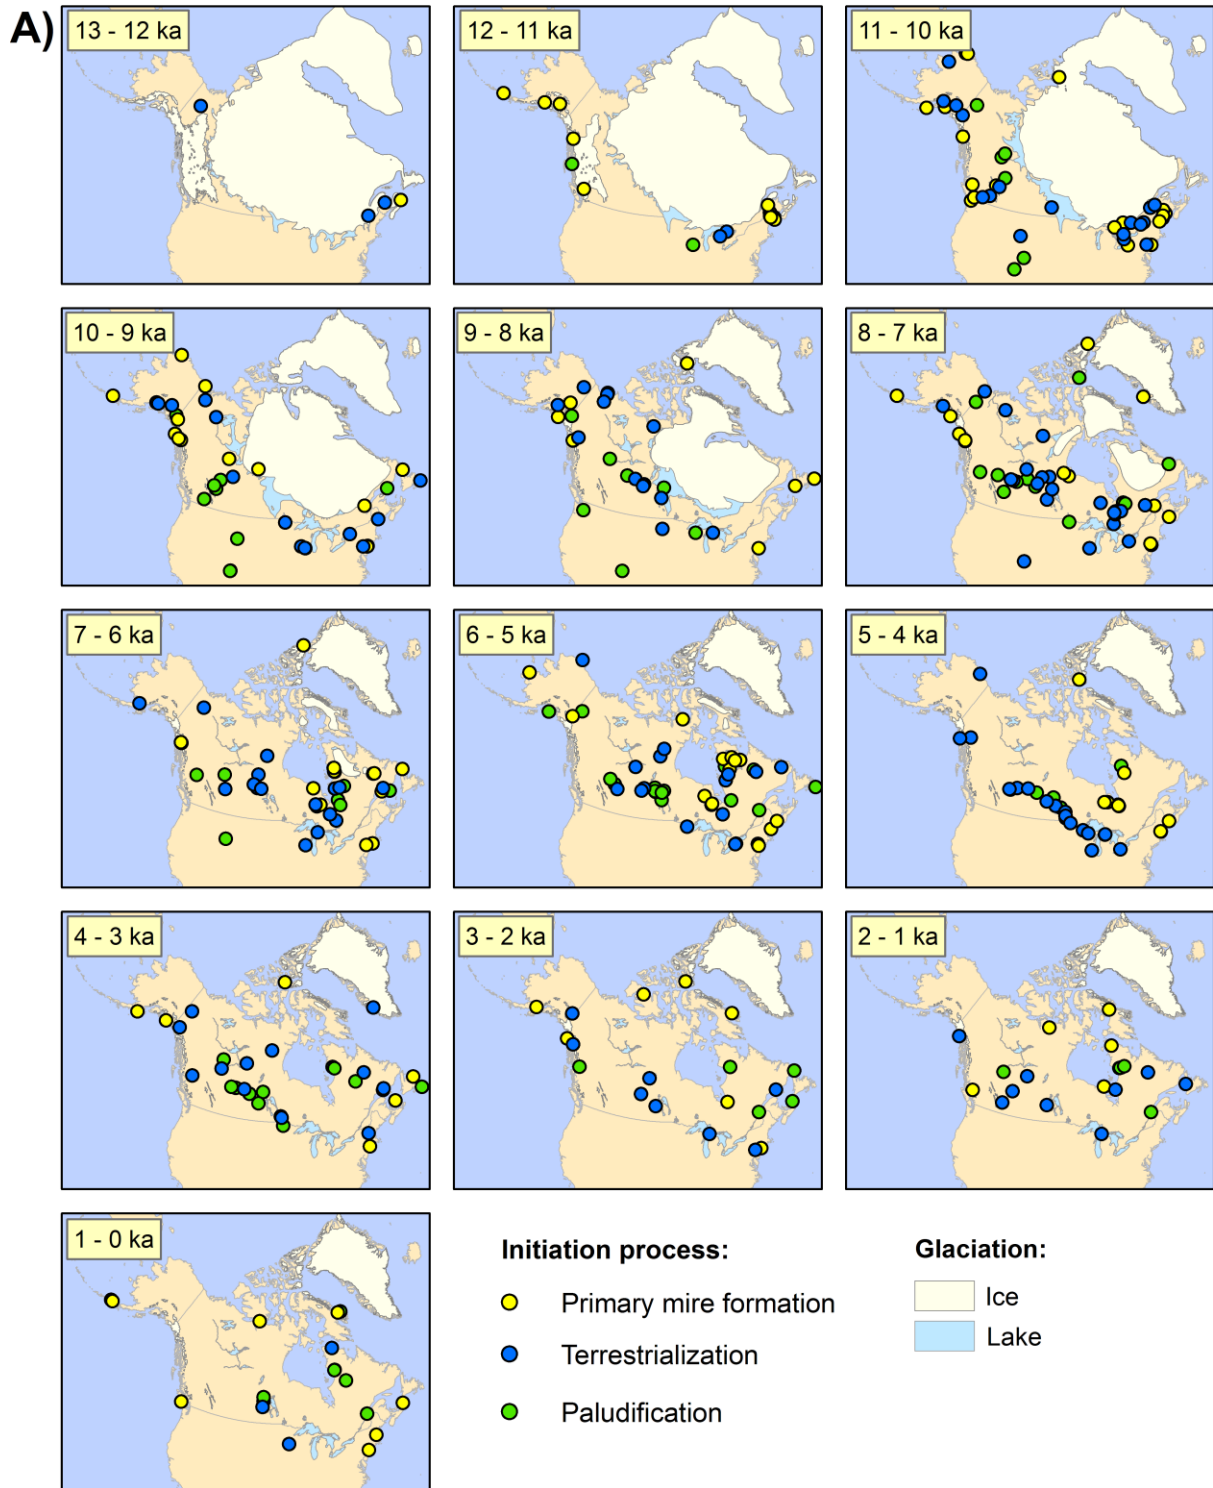 A)
13 - 12 ka
12 - 11 ka
11 - 10 ka
10 - 9 ka
9 - 8 ka
8 - 7 ka
7 - 6 ka
6 - 5 ka
5 - 4 ka
4 - 3 ka
3 - 2 ka
2 - 1 ka
1 - 0 ka
Initiation process:
Primary mire formation
Terrestrialization
Paludification
Glaciation:
Ice
Lake